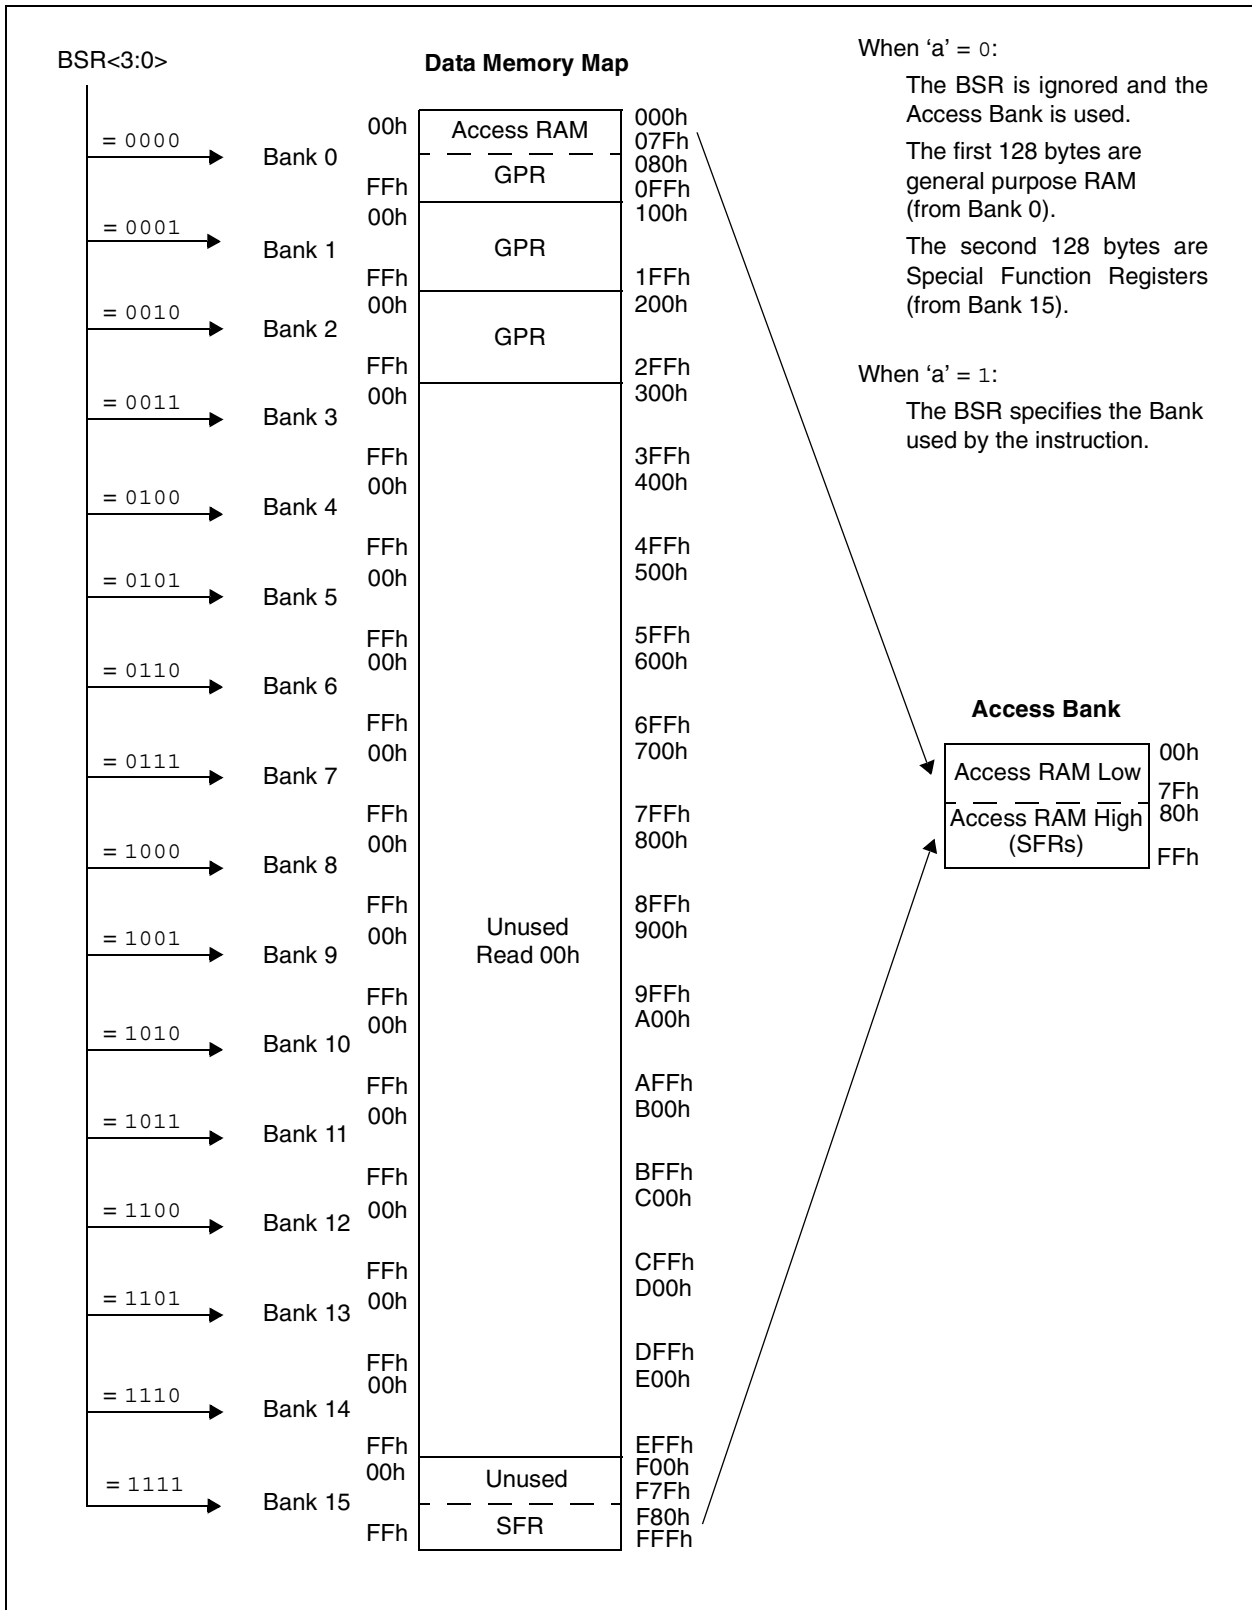 BSR<3:0>
Data Memory Map
When ‘a’ = 0:
The BSR is ignored and the
Access Bank is used.
The first 128 bytes are
general purpose RAM
(from Bank 0).
The second 128 bytes are
Special Function Registers
(from Bank 15).
When ‘a’ = 1:
The BSR specifies the Bank
used by the instruction.
= 0000
Bank 0
00h
FFh
Access RAM
GPR
000h
07Fh
080h
0FFh
= 0001
Bank 1
00h
FFh
GPR
100h
1FFh
= 0010
Bank 2
00h
FFh
GPR
200h
2FFh
= 0011
Bank 3
00h
FFh
300h
3FFh
= 0100
Bank 4
00h
FFh
400h
4FFh
= 0101
Bank 5
00h
FFh
500h
5FFh
= 0110
Bank 6
00h
FFh
600h
6FFh
= 0111
Bank 7
00h
FFh
700h
7FFh
= 1000
Bank 8
00h
FFh
800h
8FFh
Unused
Read 00h
= 1001
Bank 9
00h
FFh
900h
9FFh
= 1010
Bank 10
00h
FFh
A00h
AFFh
= 1011
Bank 11
00h
FFh
B00h
BFFh
= 1100
Bank 12
00h
FFh
C00h
CFFh
= 1101
Bank 13
00h
FFh
D00h
DFFh
= 1110
Bank 14
00h
FFh
E00h
EFFh
= 1111
Bank 15
00h
FFh
Unused
SFR
F00h
F7Fh
F80h
FFFh
Access Bank
Access RAM Low
Access RAM High
(SFRs)
00h
7Fh
80h
FFh